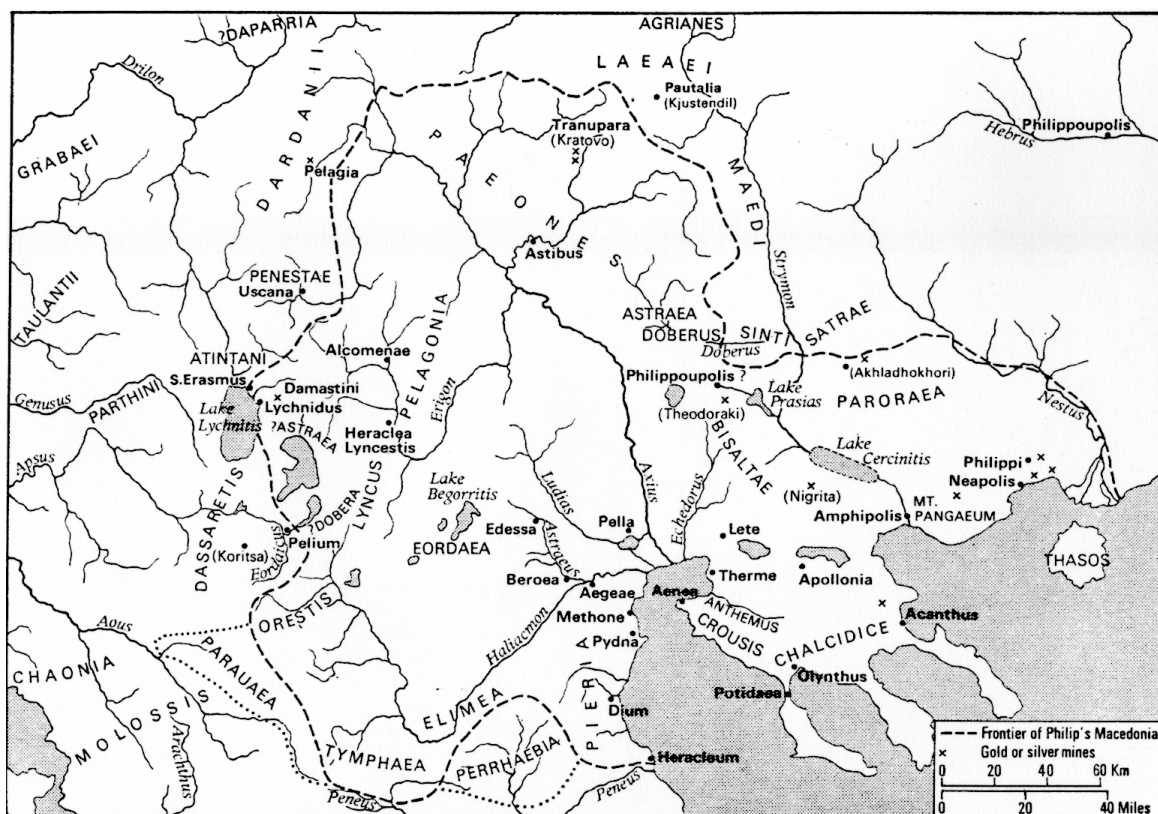 ?DAPARRIA
AGRIANES
LAEAEI
Drilon
DARDANII
Pautalia
(Kjustendil)
PAEONES
Tranupara
(Kratovo)
Philippoupolis
Hebrus
GRABAEI
Pelagia
MAEDI
Astibus
Strymon
PENESTAE
Uscana
TAULANTII
ASTRAEA
DOBERUS
SINTI
SATRAE
Doberus
ATINTANI
Alcomenae
PELAGONIA
S.Erasmus
Damastini
Lychnidus
Philippoupolis ?
(Akhladhokhori)
Genusus
PARTHINI
Lake
Lychnitis
?ASTRAEA
Erigon
(Theodoraki)
Lake
Prasias
PARORAEA
Nestus
Heraclea
Lyncestis
BISALTAE
Apsus
Lake
Cercinitis
Philippi
Neapolis
DASSARETIS
?DOBERA
LYNCUS
Lake
Begorritis
Ludias
Axius
Echedorus
(Nigrita)
MT.
PANGAEUM
Edessa
Pella
Amphipolis
Pelium
(Koritsa)
Eordaicus
EORDAEA
Astraeus
Lete
THASOS
Beroea
Aegeae
Therme
Apollonia
Aenea
ANTHEMUS
ORESTIS
Methone
CROUSIS
Acanthus
Aous
Haliacmon
Pydna
CHALCIDICE
CHAONIA
PARAUAEA
PIERIA
Olynthus
Potidaea
MOLOSSIS
ELIMEA
Dium
Arachthus
TYMPHAEA
PERRHAEBIA
Heracleum
Peneus
Peneus
Frontier of Philip's Macedonia
× Gold or silver mines
0 20 40 60 Km
0 20 40 Miles